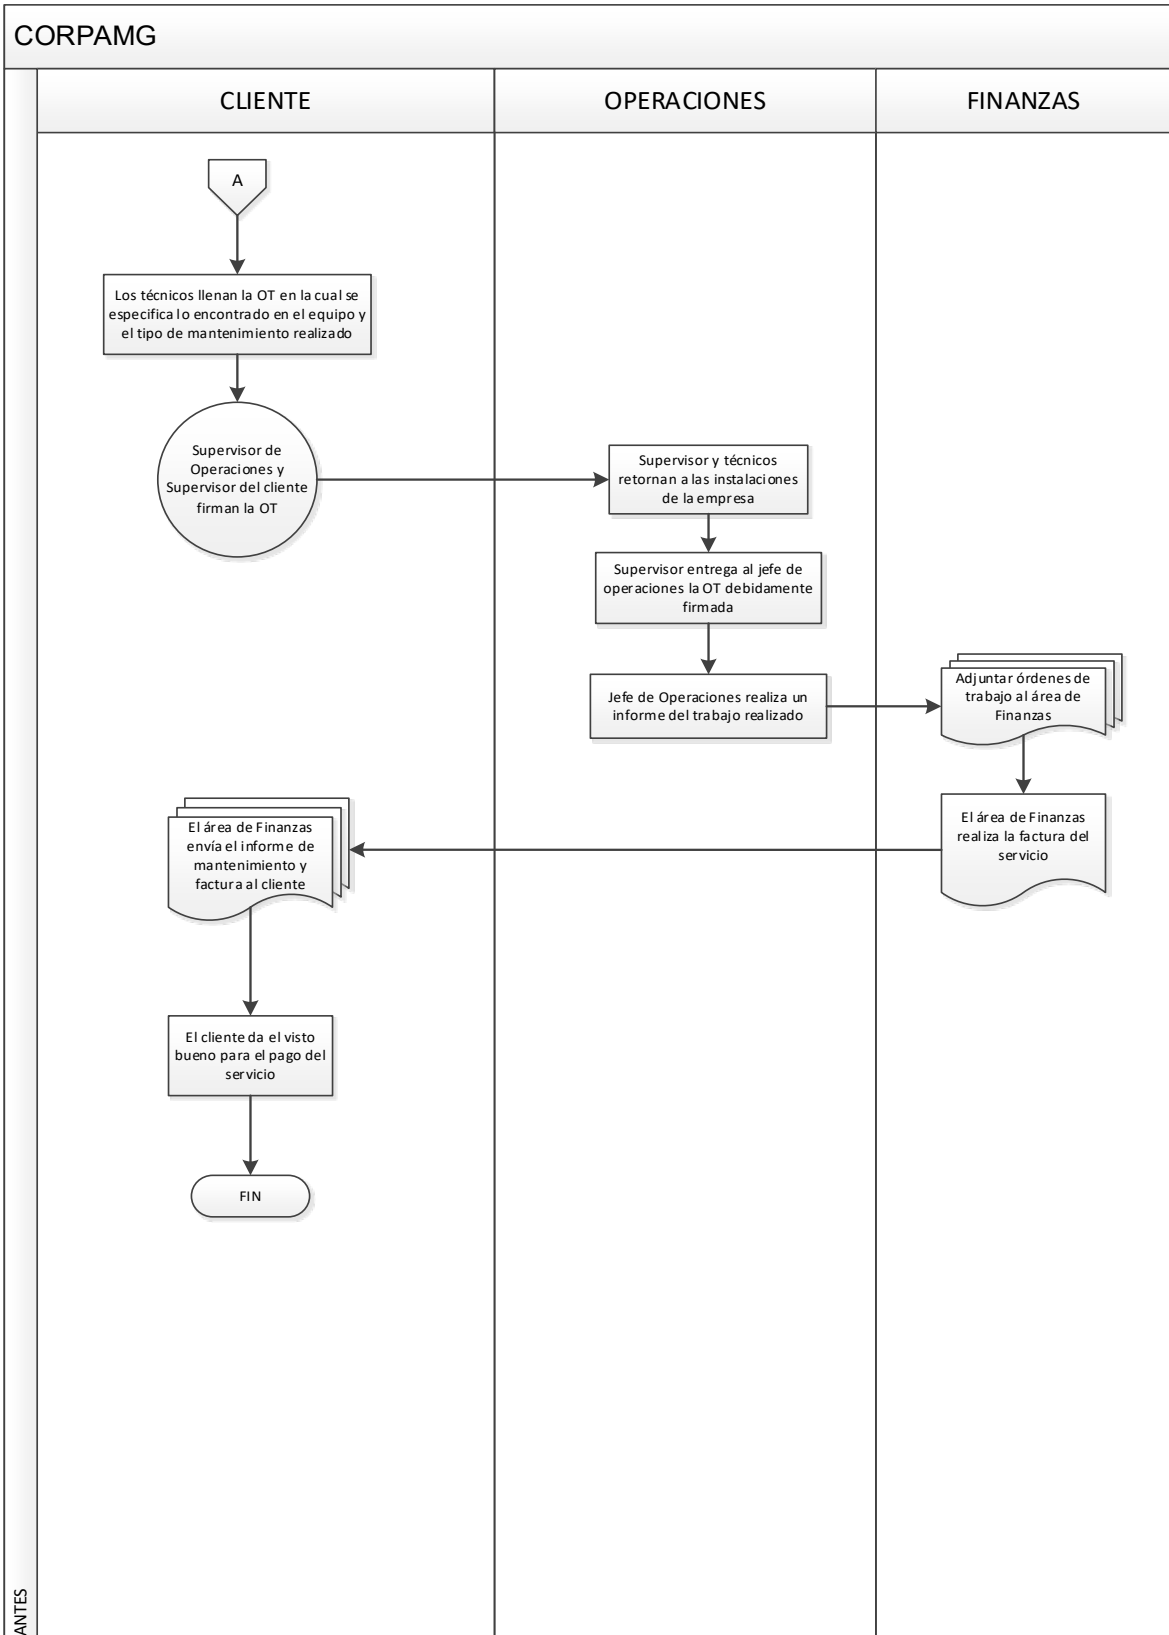 CORPAMG
CLIENTE
OPERACIONES
FINANZAS
A
Los técnicos llenan la OT en la cual se
especifica lo encontrado en el equipo y
el tipo de mantenimiento realizado
Supervisor de
Operaciones y
Supervisor del cliente
firman la OT
Supervisor y técnicos
retornan a las instalaciones
de la empresa
Supervisor entrega al jefe de
operaciones la OT debidamente
firmada
Jefe de Operaciones realiza un
informe del trabajo realizado
Adjuntar órdenes de
trabajo al área de
Finanzas
El área de Finanzas
realiza la factura del
servicio
El área de Finanzas
envía el informe de
mantenimiento y
factura al cliente
El cliente da el visto
bueno para el pago del
servicio
FIN
ANTES